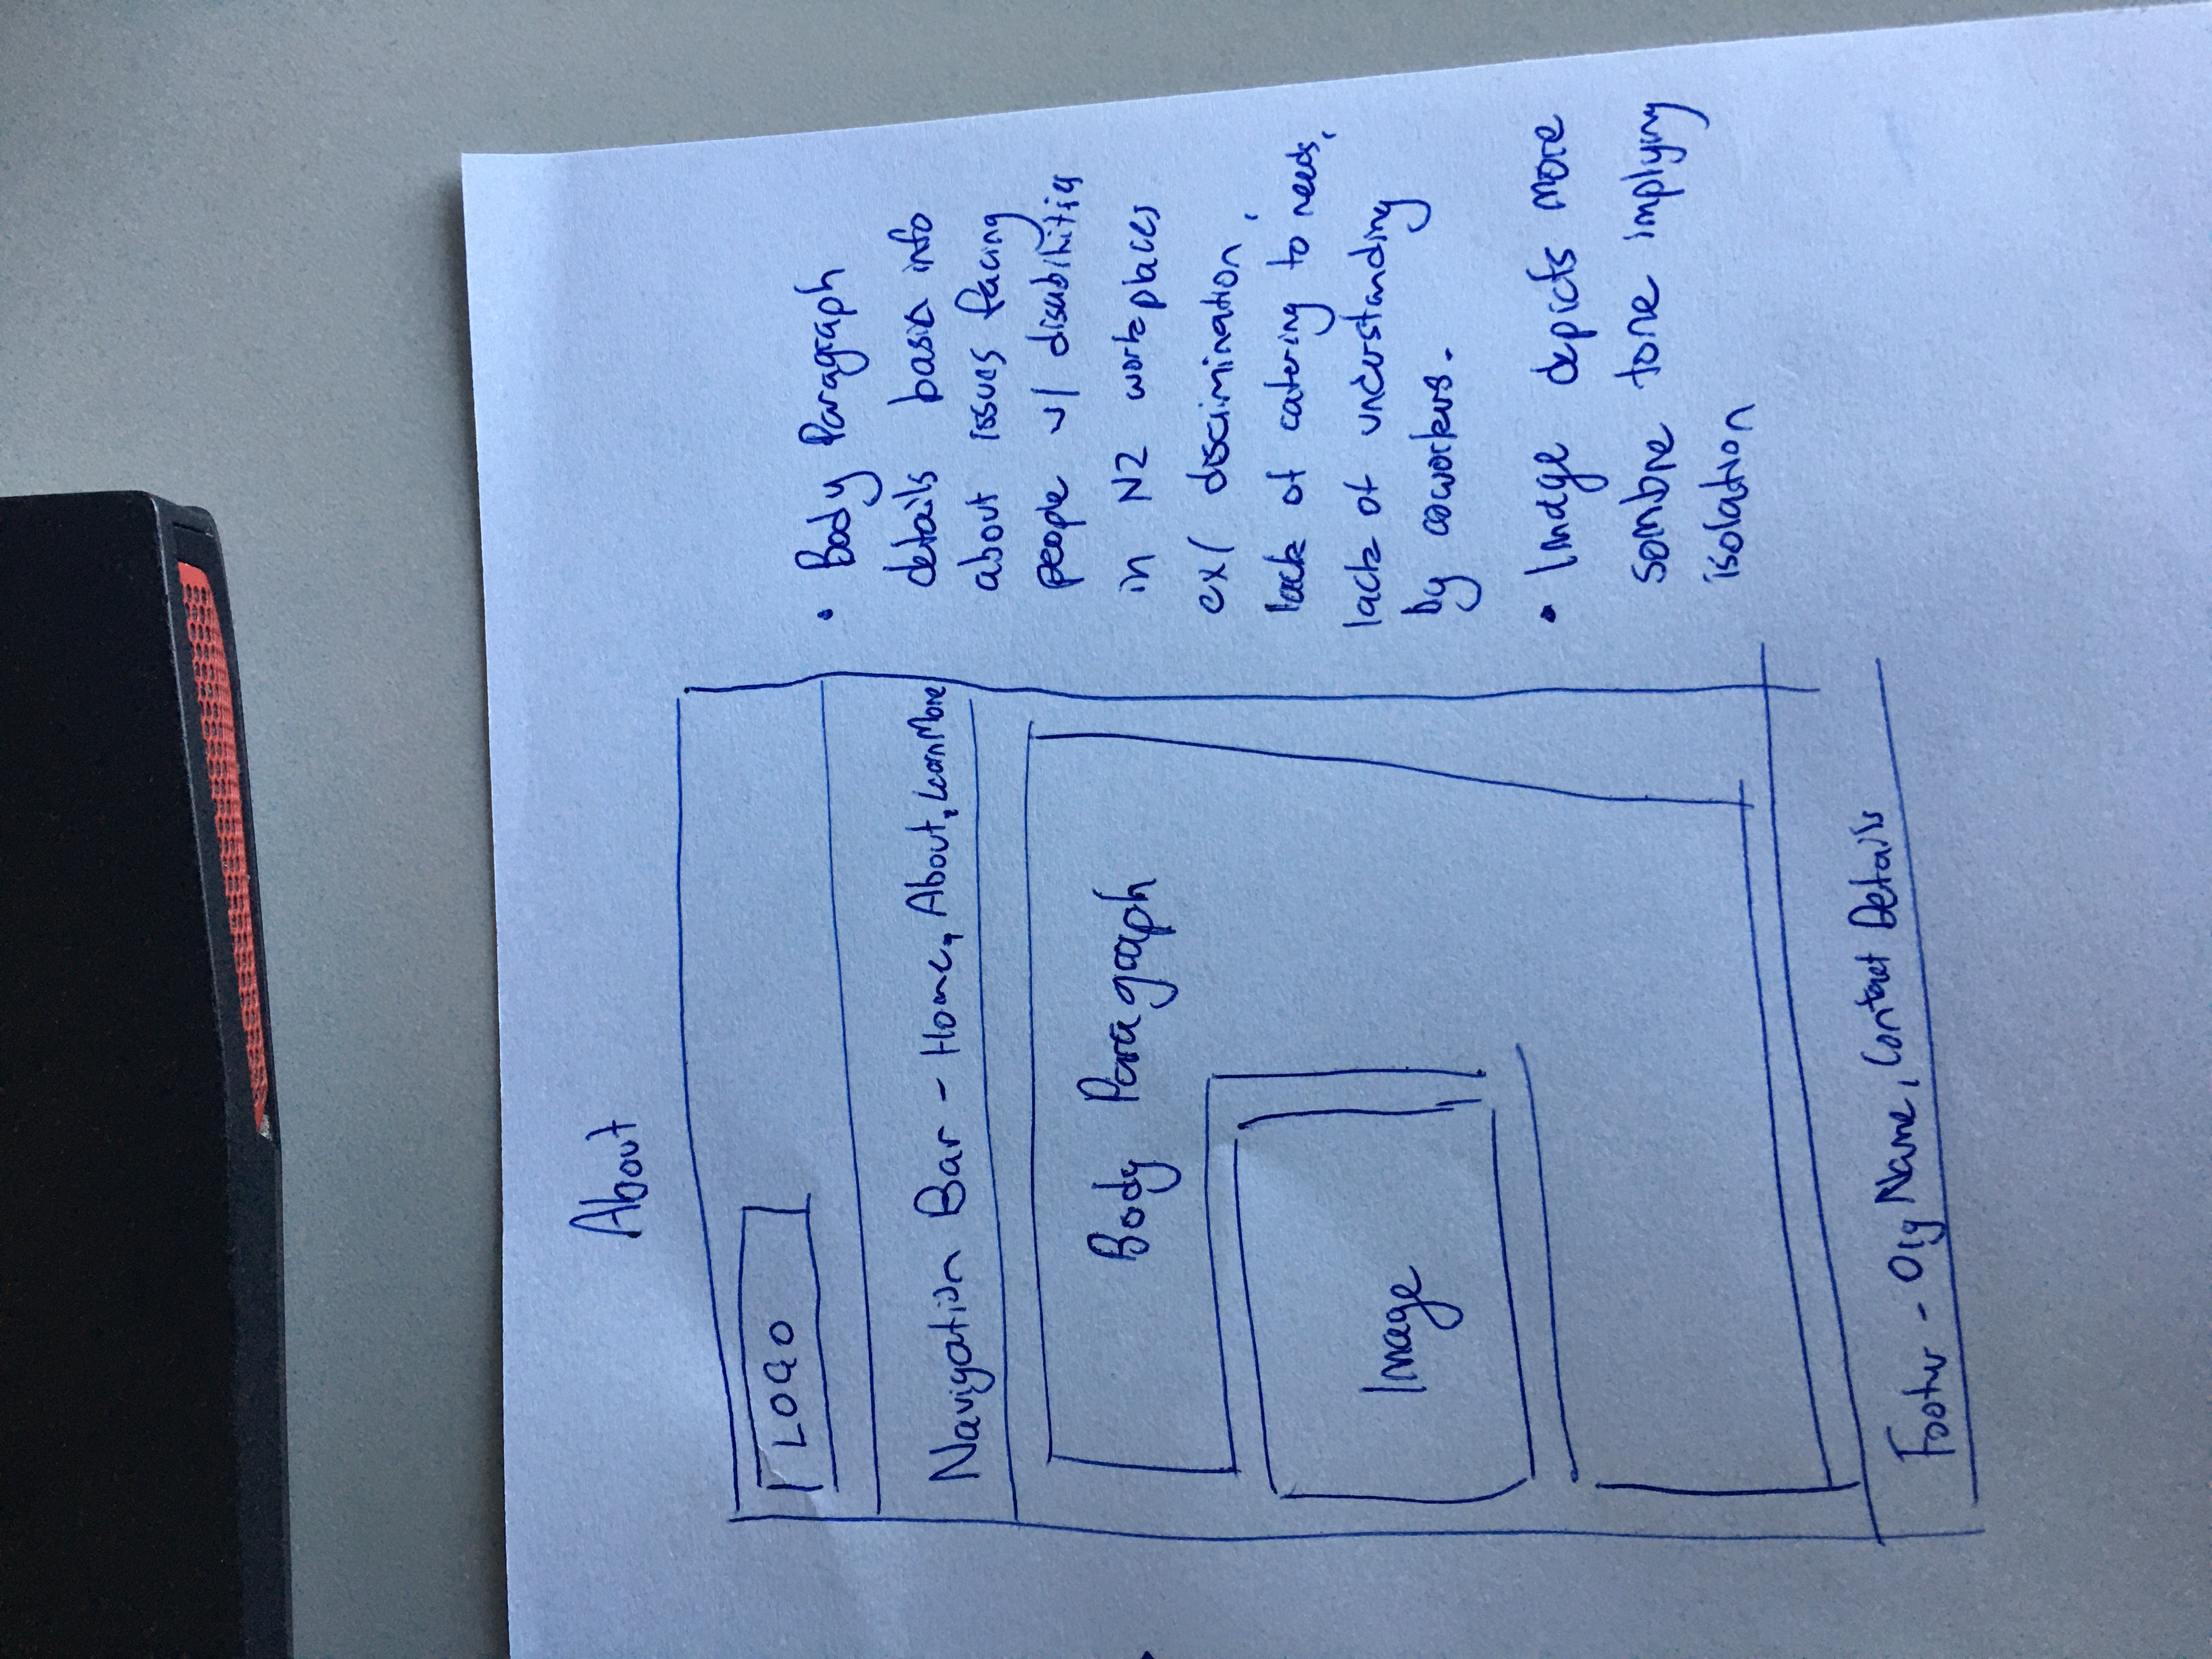 About
LOGO
Navigation Bar - Home, About, Learn More
Body Paragraph
Image
Footer - Org Name, Contact Details
• Body Paragraph
details basic info
about issues facing
people w/ disabilities
in NZ workplaces
ex/ discrimination,
lack of catering to needs,
lack of understanding
by coworkers.
• Image depicts more
sombre tone implying
isolation